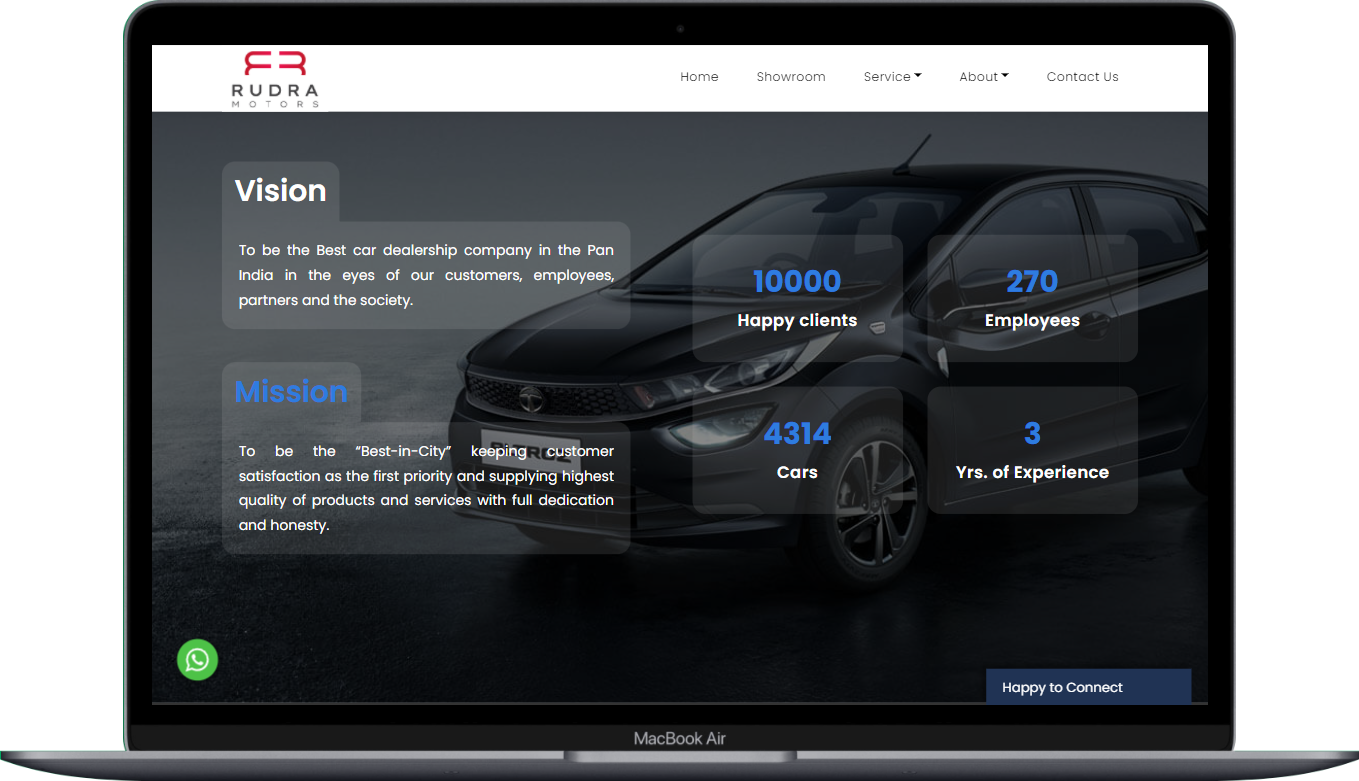 RUDRA
MOTORS
Home Showroom Service About Contact Us
Vision
To be the Best car dealership company in the Pan
India in the eyes of our customers, employees,
partners and the society.
Mission
To be the “Best-in-City” keeping customer
satisfaction as the first priority and supplying highest
quality of products and services with full dedication
and honesty.
10000
Happy clients
270
Employees
4314
Cars
3
Yrs. of Experience
Happy to Connect
MacBook Air